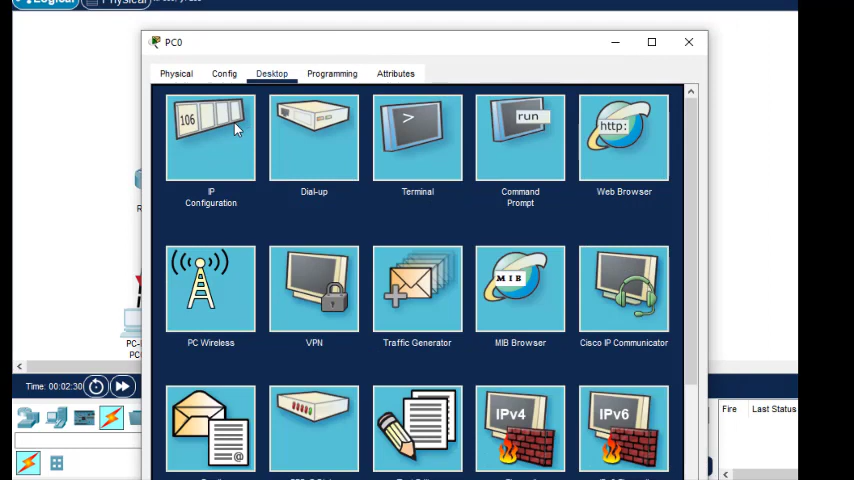 Logical
Physical
PC0
Physical Config Desktop Programming Attributes
106
>
run
http:
IP
Configuration
Dial-up
Terminal
Command
Prompt
Web Browser
MIB
PC Wireless
VPN
Traffic Generator
MIB Browser
Cisco IP Communicator
Time: 00:02:30
Fire Last Status
@
IPv4
IPv6